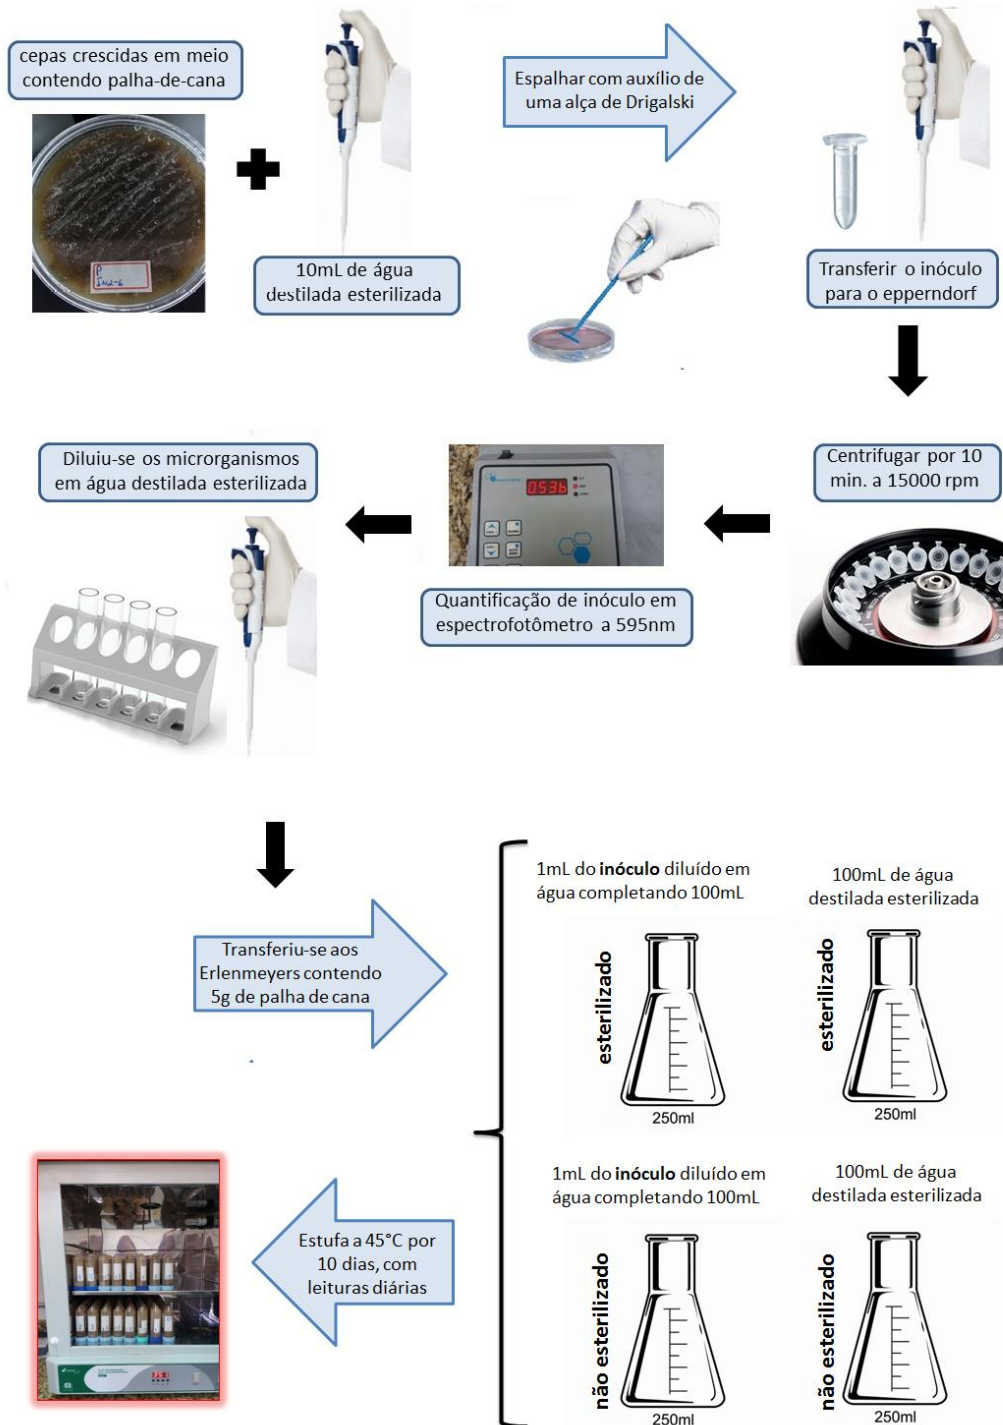 cepas crescidas em meio
contendo palha-de-cana
P
10mL de água
destilada esterilizada
Espalhar com auxílio de
uma alça de Drigalski
Transferir o inóculo
para o epperndorf
Centrifugar por 10
min. a 15000 rpm
0.536
Quantificação de inóculo em
espectrofotômetro a 595nm
Diluiu-se os microrganismos
em água destilada esterilizada
Transferiu-se aos
Erlenmeyers contendo
5g de palha de cana
1mL do inóculo diluído em
água completando 100mL
esterilizado
250ml
100mL de água
destilada esterilizada
esterilizado
250ml
1mL do inóculo diluído em
água completando 100mL
não esterilizado
250ml
100mL de água
destilada esterilizada
não esterilizado
250ml
Estufa a 45°C por
10 dias, com
leituras diárias